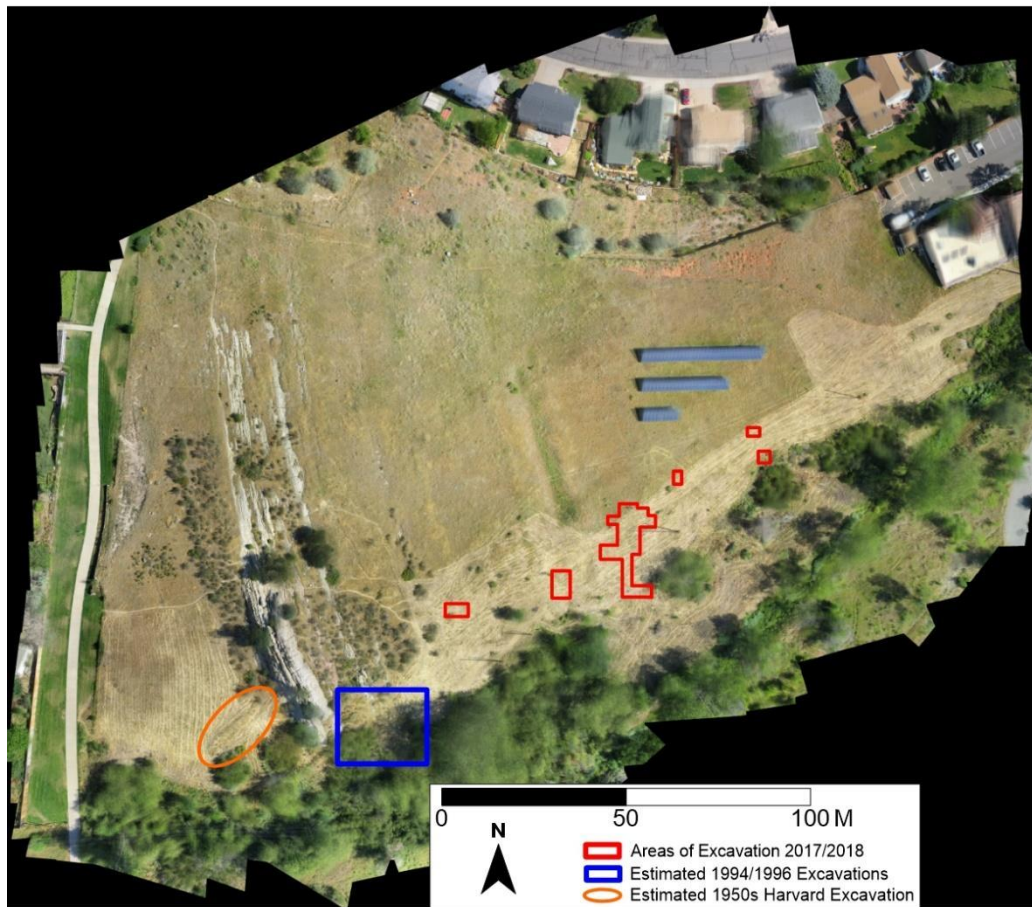 0 50 100 M
N
Areas of Excavation 2017/2018
Estimated 1994/1996 Excavations
Estimated 1950s Harvard Excavation